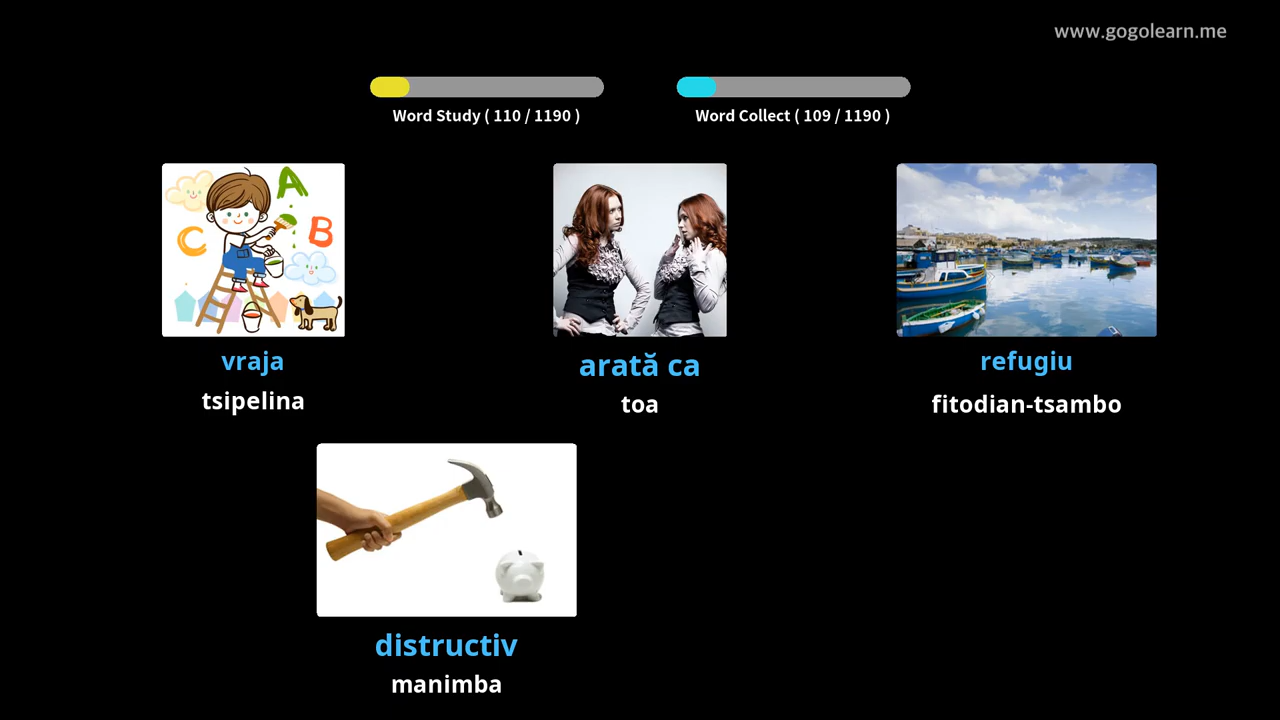 www.gogolearn.me
Word Study ( 110 / 1190 )
Word Collect ( 109 / 1190 )
A
B
C
vraja
tsipelina
arată ca
toa
refugiu
fitodian-tsambo
distructiv
manimba